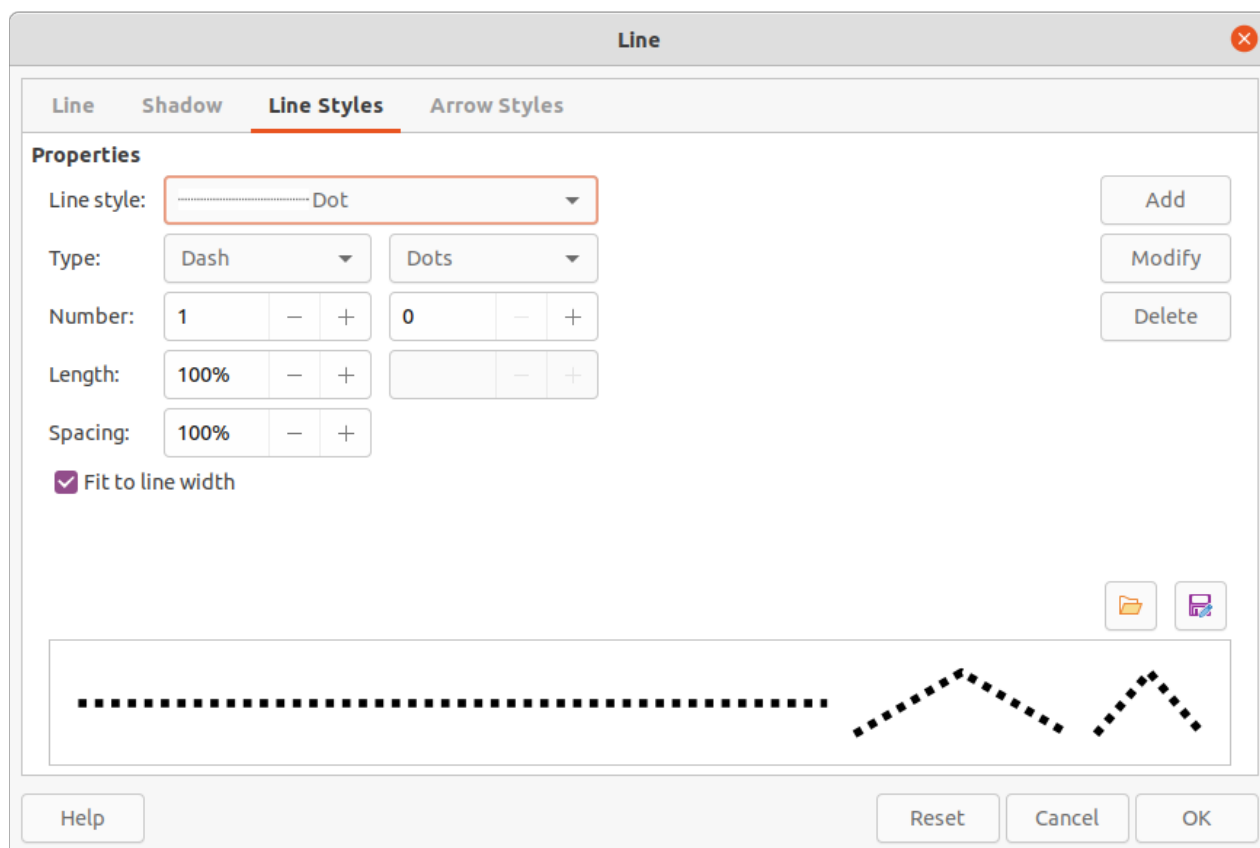 Line
Line Shadow Line Styles Arrow Styles
Properties
Line style: Dot Add
Type: Dash Dots Modify
Number: 1 0 Delete
Length: 100%
Spacing: 100%
Fit to line width
Help Reset Cancel OK